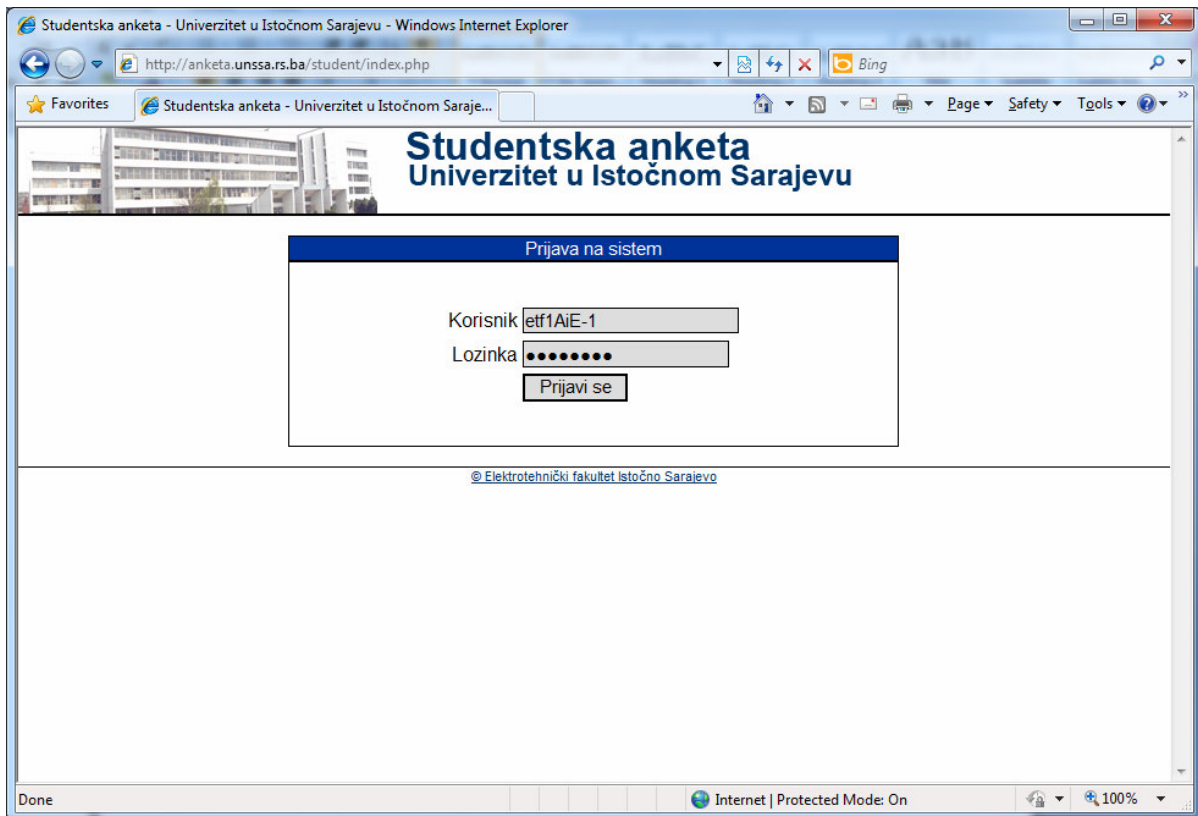 Studentska anketa - Univerzitet u Istočnom Sarajevu - Windows Internet Explorer
http://anketa.unssa.rs.ba/student/index.php
Bing
Favorites
Studentska anketa - Univerzitet u Istočnom Saraje...
Page
Safety
Tools
Studentska anketa
Univerzitet u Istočnom Sarajevu
Prijava na sistem
Korisnik etf1AiE-1
Lozinka ●●●●●●●●
Prijavi se
© Elektrotehnički fakultet Istočno Sarajevo
Done
Internet | Protected Mode: On
100%